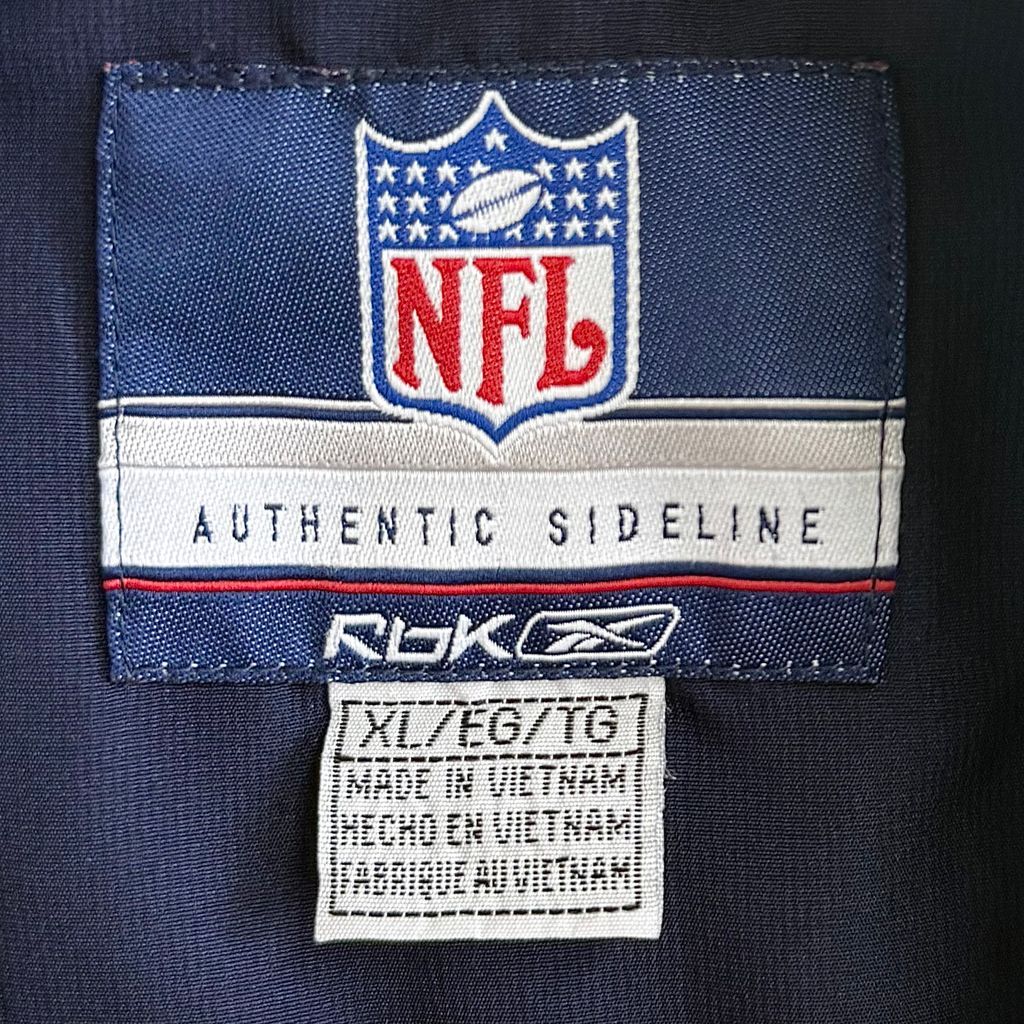 NFL
AUTHENTIC SIDELINE
RBK
XL/EG/TG
MADE IN VIETNAM
HECHO EN VIETNAM
FABRIQUE AU VIETNAM